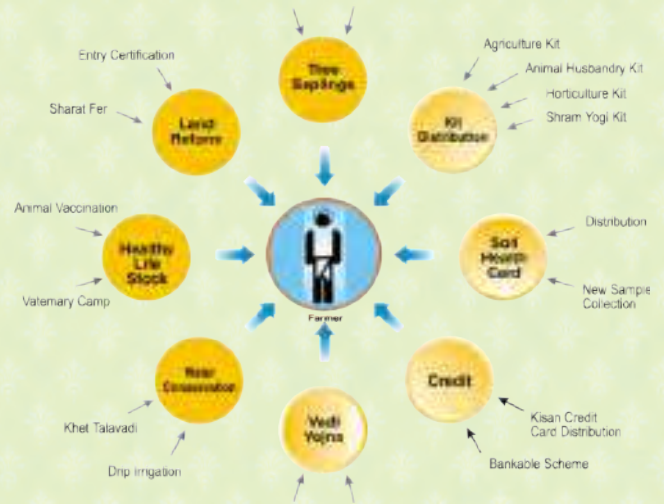 Tree
Saplings
Entry Certification
Sharat Fer
Land
Reform
Agriculture Kit
Animal Husbandry Kit
Horticulture Kit
Shram Yogi Kit
Kit
Distribution
Animal Vaccination
Vaternary Camp
Healthy
Life
Stock
Farmer
Soil
Health
Card
Distribution
New Sample
Collection
Water
Conservation
Khet Talavadi
Drip Irrigation
Vadi
Yojna
Credit
Kisan Credit
Card Distribution
Bankable Scheme